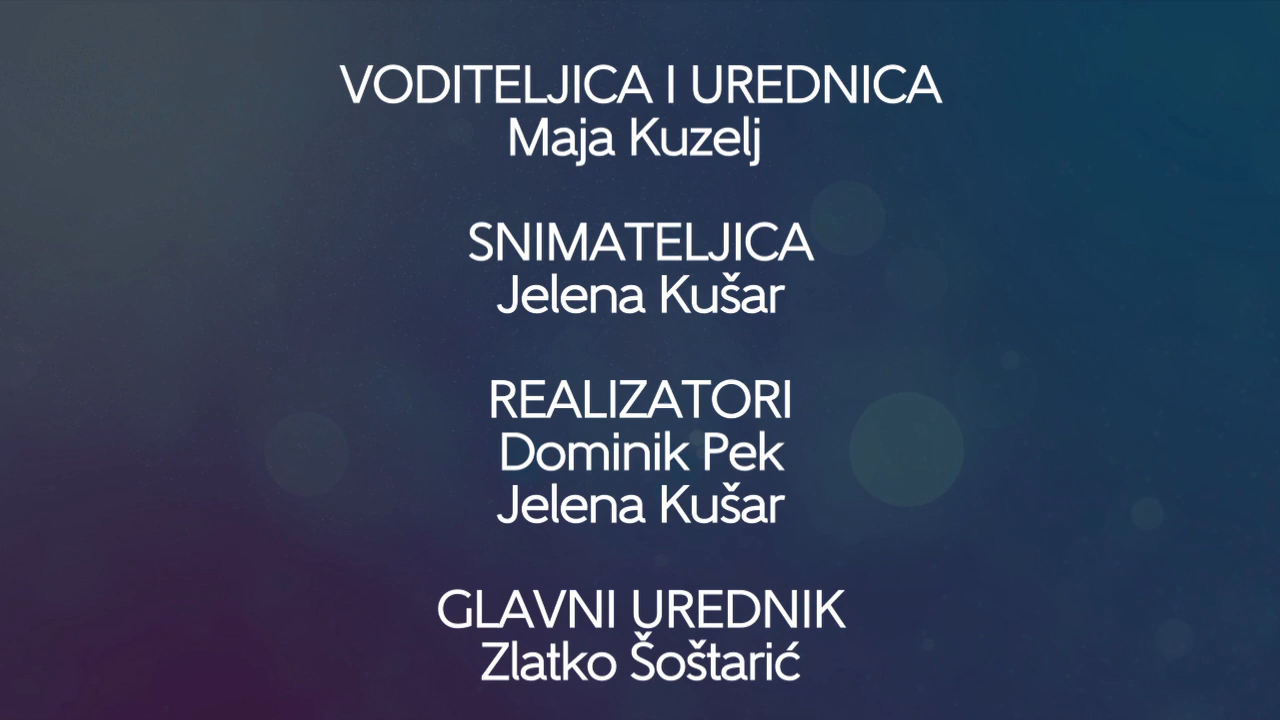 VODITELJICA I UREDNICA
Maja Kuzelj
SNIMATELJICA
Jelena Kušar
REALIZATORI
Dominik Pek
Jelena Kušar
GLAVNI UREDNIK
Zlatko Šoštarić